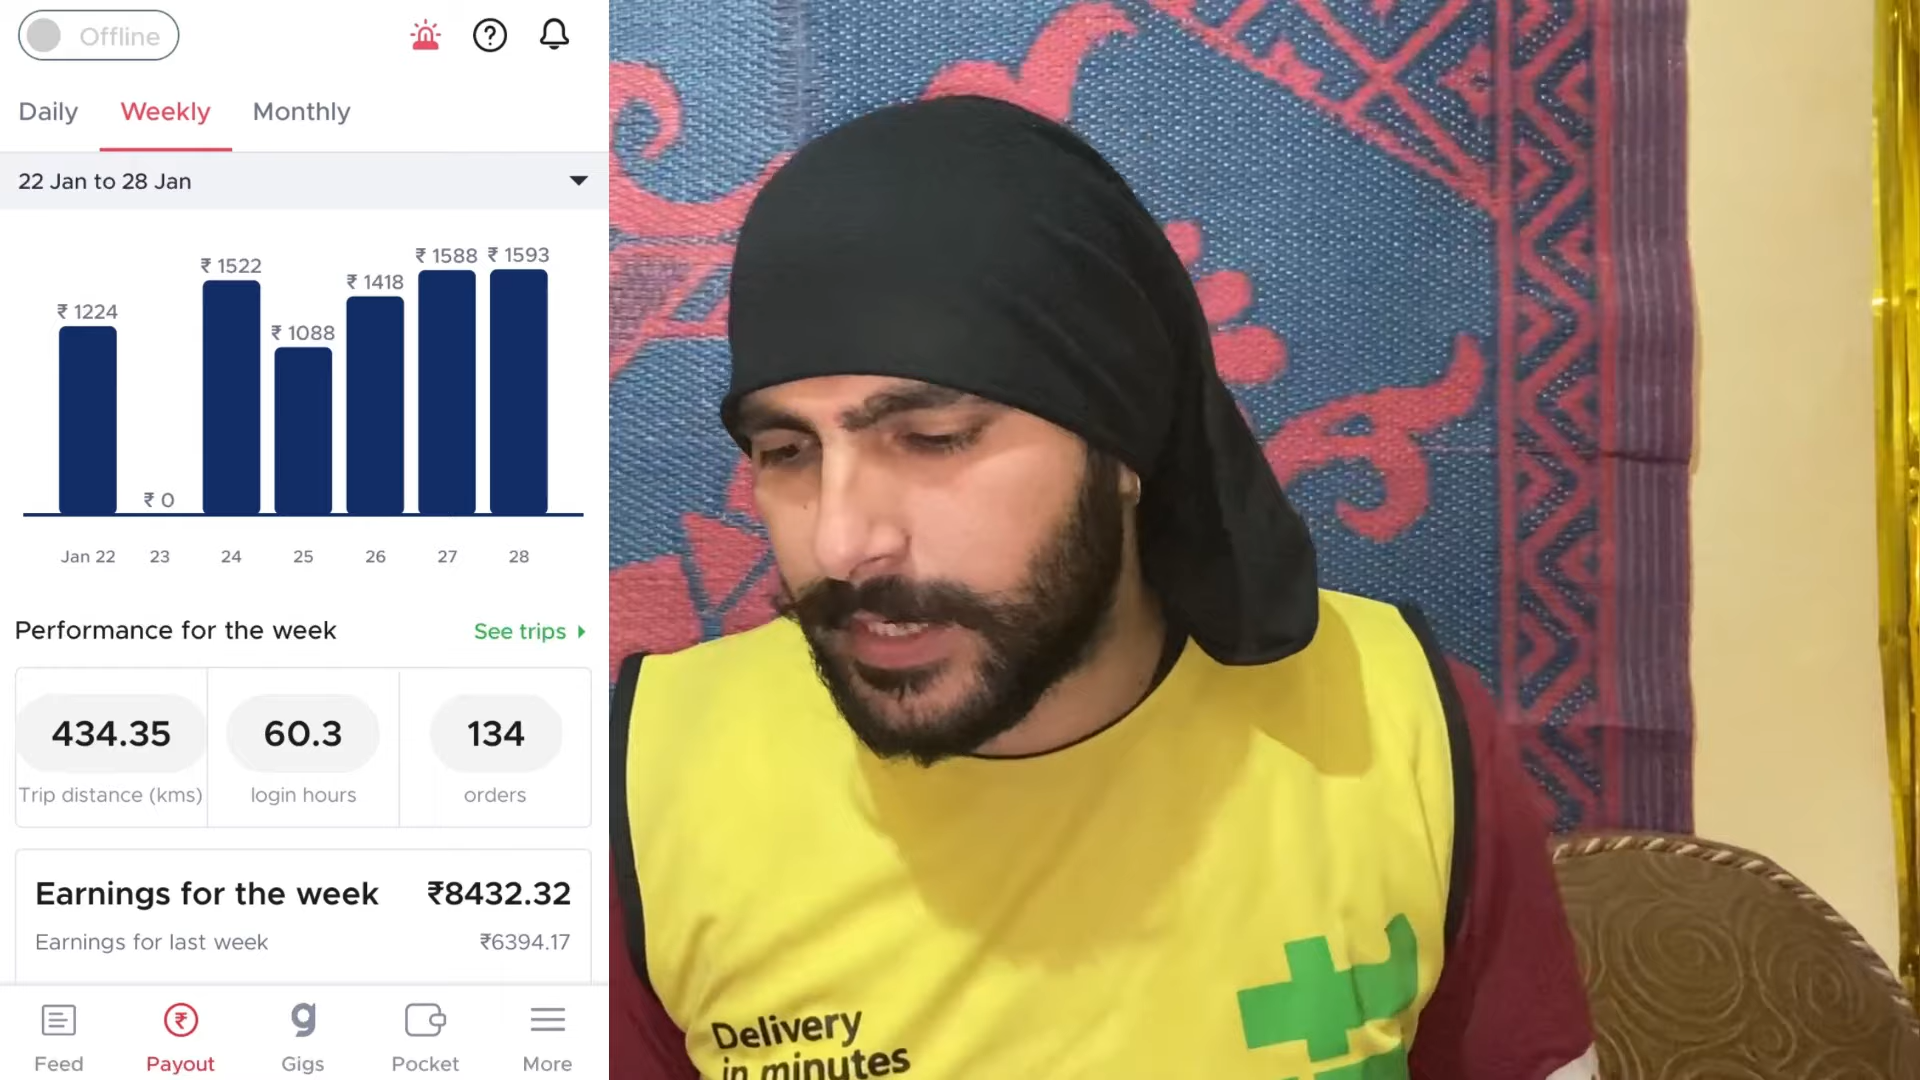 Offline
Daily Weekly Monthly
22 Jan to 28 Jan
₹ 1224
₹ 0
₹ 1522
₹ 1088
₹ 1418
₹ 1588
₹ 1593
Jan 22 23 24 25 26 27 28
Performance for the week See trips
434.35 60.3 134
Trip distance (kms) login hours orders
Earnings for the week ₹8432.32
Earnings for last week ₹6394.17
Feed Payout Gigs Pocket More
Delivery
in minutes